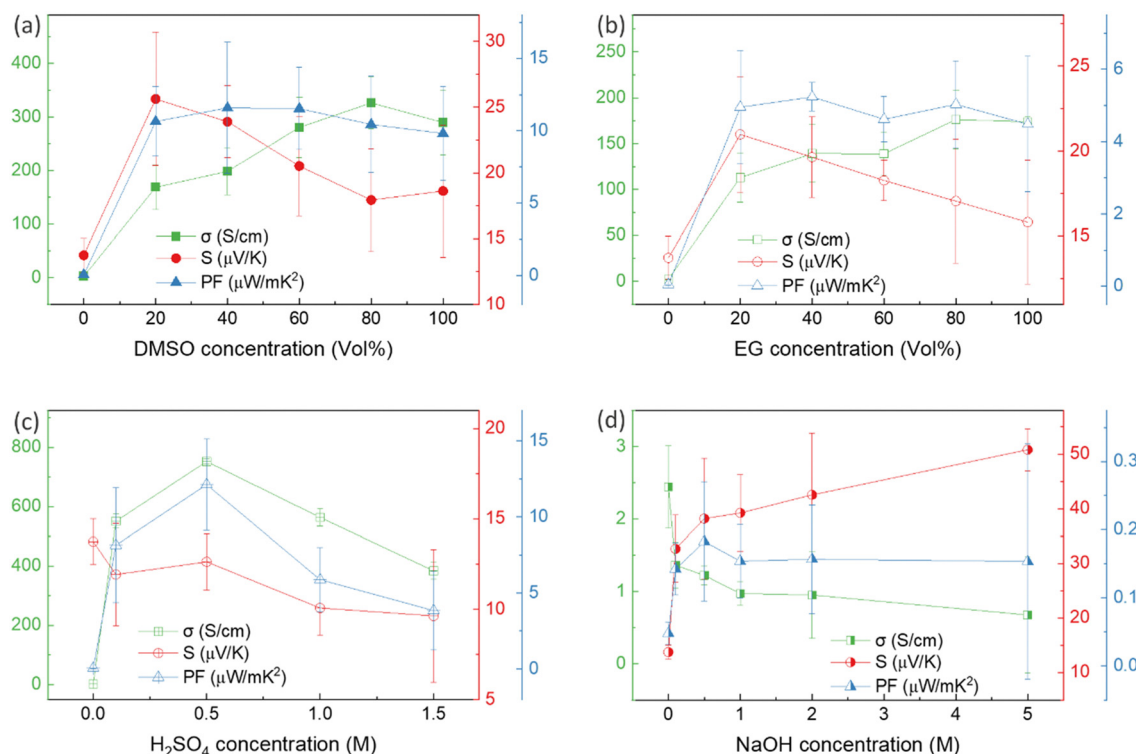 (a)
400
300
200
100
0
30
25
20
15
10
15
10
5
0
σ (S/cm)
S (μV/K)
PF (μW/mK²)
0 20 40 60 80 100
DMSO concentration (Vol%)
(b)
250
200
150
100
50
0
25
20
15
6
4
2
0
σ (S/cm)
S (μV/K)
PF (μW/mK²)
0 20 40 60 80 100
EG concentration (Vol%)
(c)
800
600
400
200
0
20
15
10
5
15
10
5
0
σ (S/cm)
S (μV/K)
PF (μW/mK²)
0.0 0.5 1.0 1.5
H₂SO₄ concentration (M)
(d)
3
2
1
0
50
40
30
20
10
0.3
0.2
0.1
0.0
σ (S/cm)
S (μV/K)
PF (μW/mK²)
0 1 2 3 4 5
NaOH concentration (M)